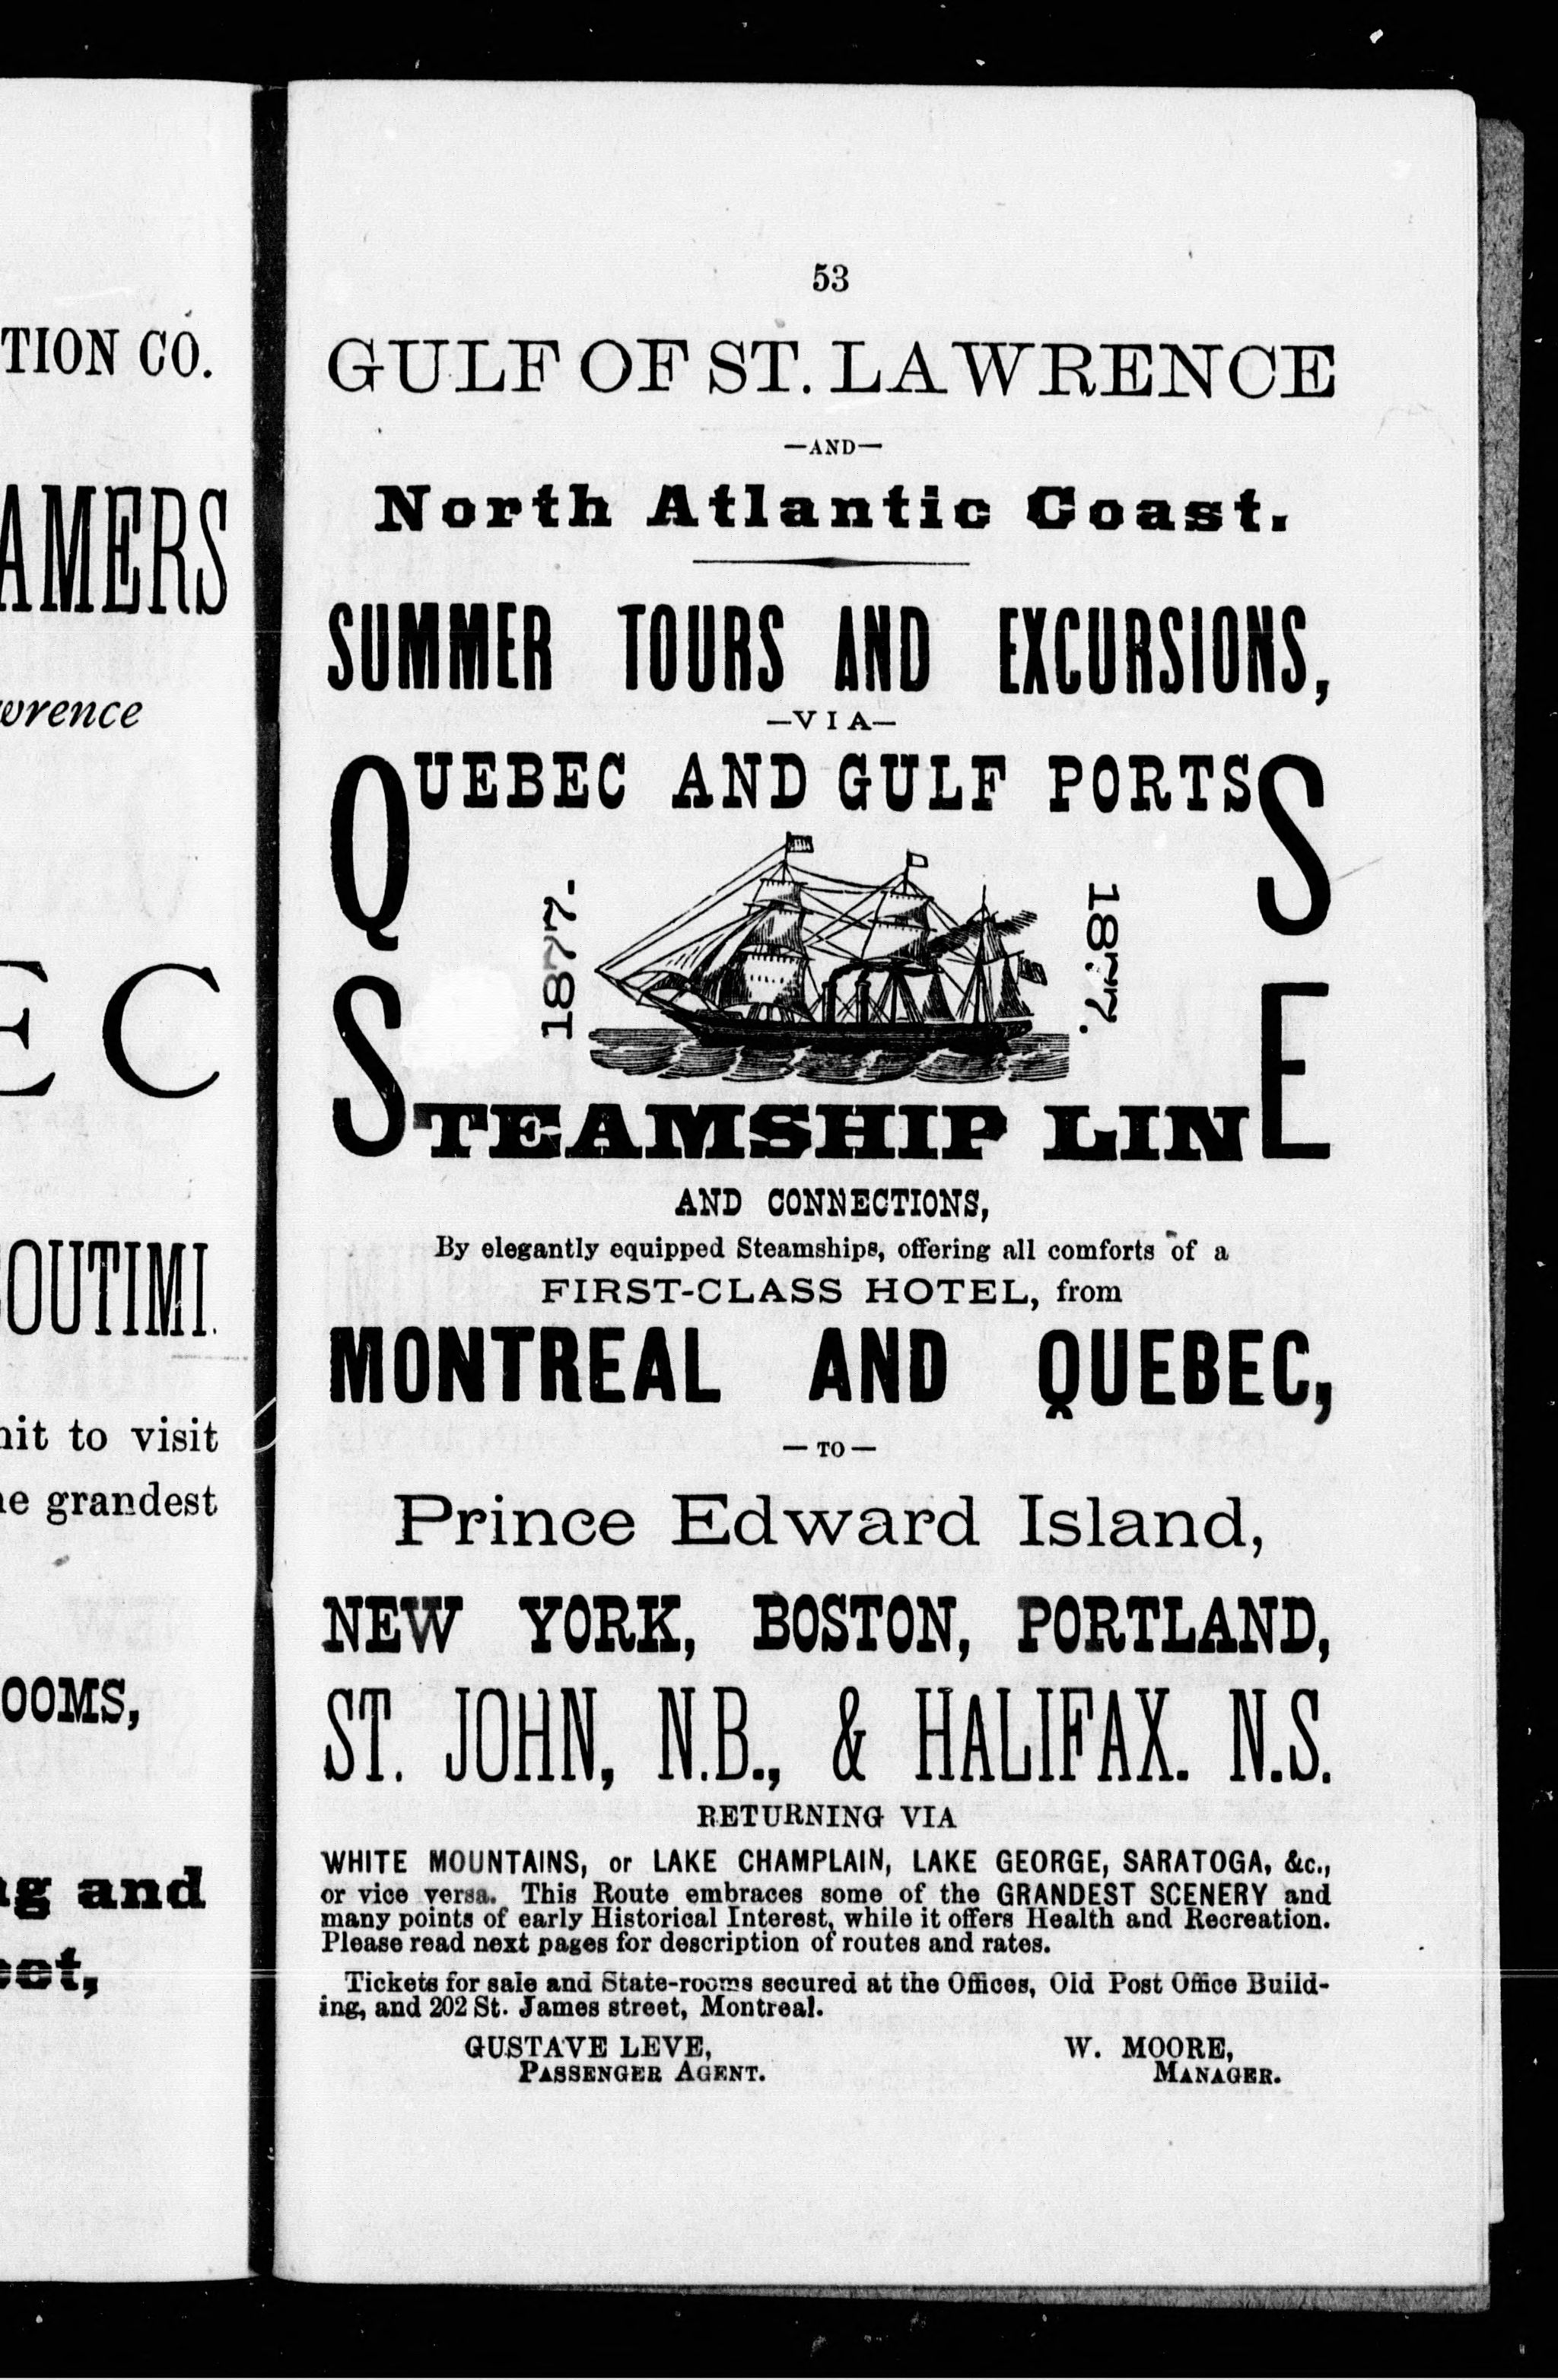 TION CO.
AMERS
wrence
EC
OUTIMI.
nit to visit
e grandest
OOMS,
g and
eet,
53
GULF OF ST. LAWRENCE
—AND—
North Atlantic Coast.
SUMMER TOURS AND EXCURSIONS,
—VIA—
QUEBEC AND GULF PORTS S
1877. 1877.
STEAMSHIP LINE
AND CONNECTIONS,
By elegantly equipped Steamships, offering all comforts of a
FIRST-CLASS HOTEL, from
MONTREAL AND QUEBEC,
— TO —
Prince Edward Island,
NEW YORK, BOSTON, PORTLAND,
ST. JOHN, N.B., & HALIFAX. N.S.
RETURNING VIA
WHITE MOUNTAINS, or LAKE CHAMPLAIN, LAKE GEORGE, SARATOGA, &c.,
or vice versa. This Route embraces some of the GRANDEST SCENERY and
many points of early Historical Interest, while it offers Health and Recreation.
Please read next pages for description of routes and rates.
Tickets for sale and State-rooms secured at the Offices, Old Post Office Build-
ing, and 202 St. James street, Montreal.
GUSTAVE LEVE, W. MOORE,
PASSENGER AGENT. MANAGER.